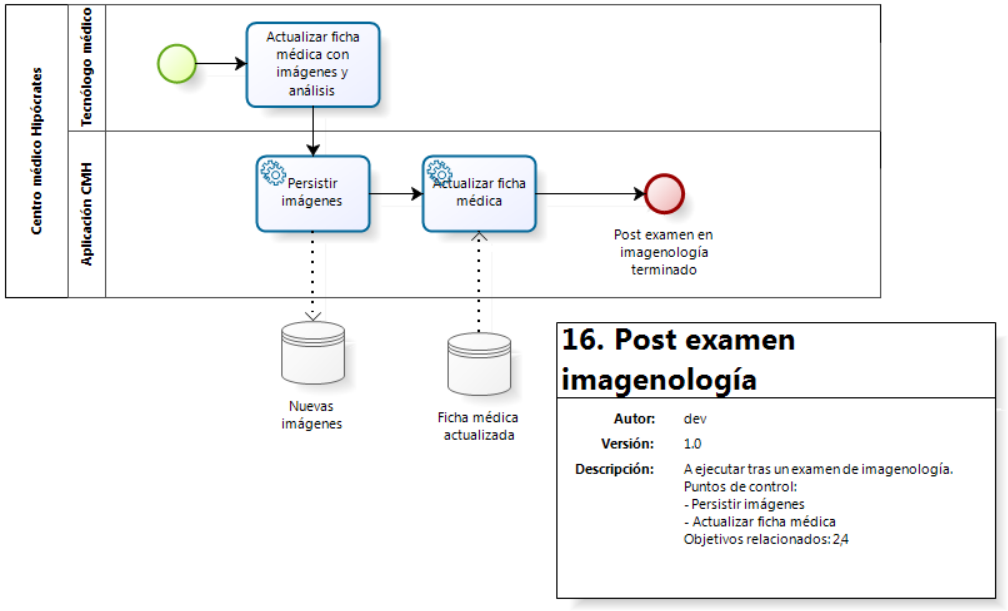 Centro médico Hipócrates
Tecnólogo médico
Actualizar ficha
médica con
imágenes y
análisis
Aplicación CMH
Persistir
imágenes
Actualizar ficha
médica
Post examen en
imagenología
terminado
Nuevas
imágenes
Ficha médica
actualizada
16. Post examen
imagenología
Autor: dev
Versión: 1.0
Descripción: A ejecutar tras un examen de imagenología.
Puntos de control:
- Persistir imágenes
- Actualizar ficha médica
Objetivos relacionados: 2,4